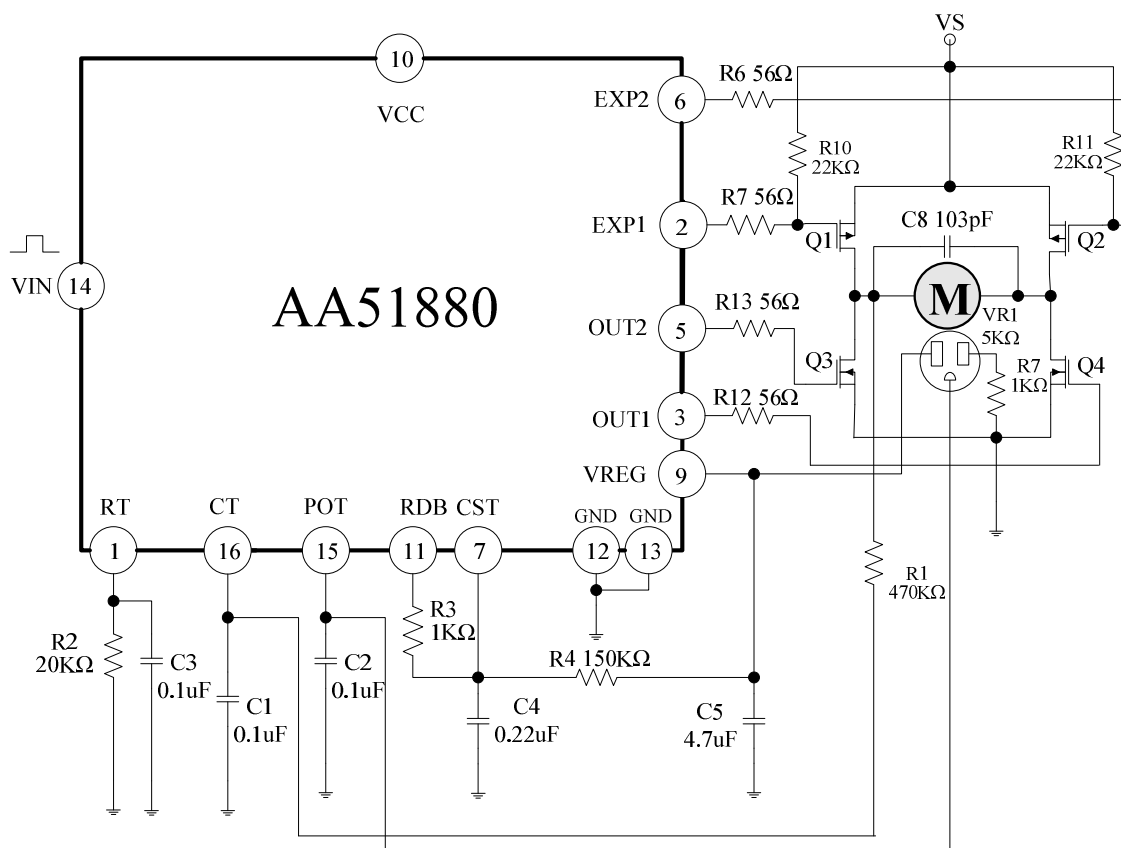 VS
10
VCC
EXP2
6
R6 56Ω
R10
22KΩ
R11
22KΩ
EXP1
2
R7 56Ω
Q1
C8 103pF
Q2
VIN
14
AA51880
M
VR1
5KΩ
OUT2
5
R13 56Ω
Q3
R7
1KΩ
Q4
OUT1
3
R12 56Ω
VREG
9
RT
CT
POT
RDB
CST
GND
GND
1
16
15
11
7
12
13
R1
470KΩ
R2
20KΩ
C3
0.1uF
C1
0.1uF
C2
0.1uF
R3
1KΩ
R4 150KΩ
C4
0.22uF
C5
4.7uF